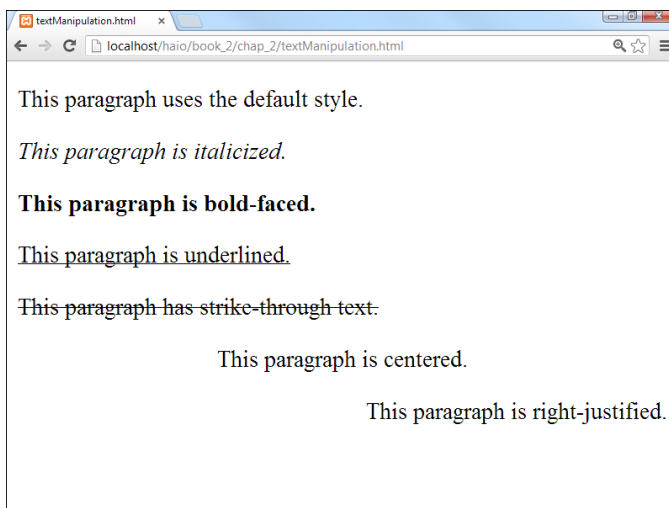 textManipulation.html
localhost/haio/book_2/chap_2/textManipulation.html
This paragraph uses the default style.
This paragraph is italicized.
This paragraph is bold-faced.
This paragraph is underlined.
This paragraph has strike-through text.
This paragraph is centered.
This paragraph is right-justified.